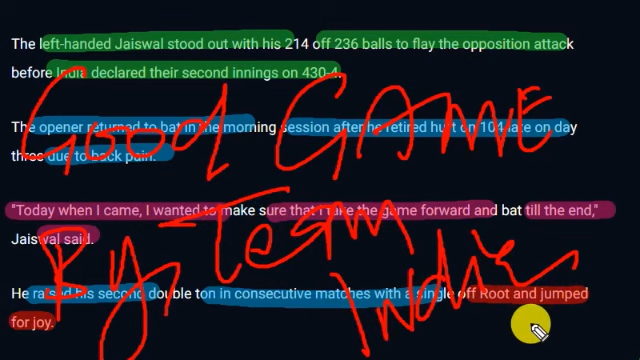 The left-handed Jaiswal stood out with his 214 off 236 balls to flay the opposition attack
before India declared their second innings on 430-4.
Good GAME
The opener returned to bat in the morning session after he retired hurt on 104 late on day
three due to back pain.
"Today when I came, I wanted to make sure that I take the game forward and bat till the end,"
Jaiswal said.
By, Team
India
He raised his second double ton in consecutive matches with a single off Root and jumped
for joy.